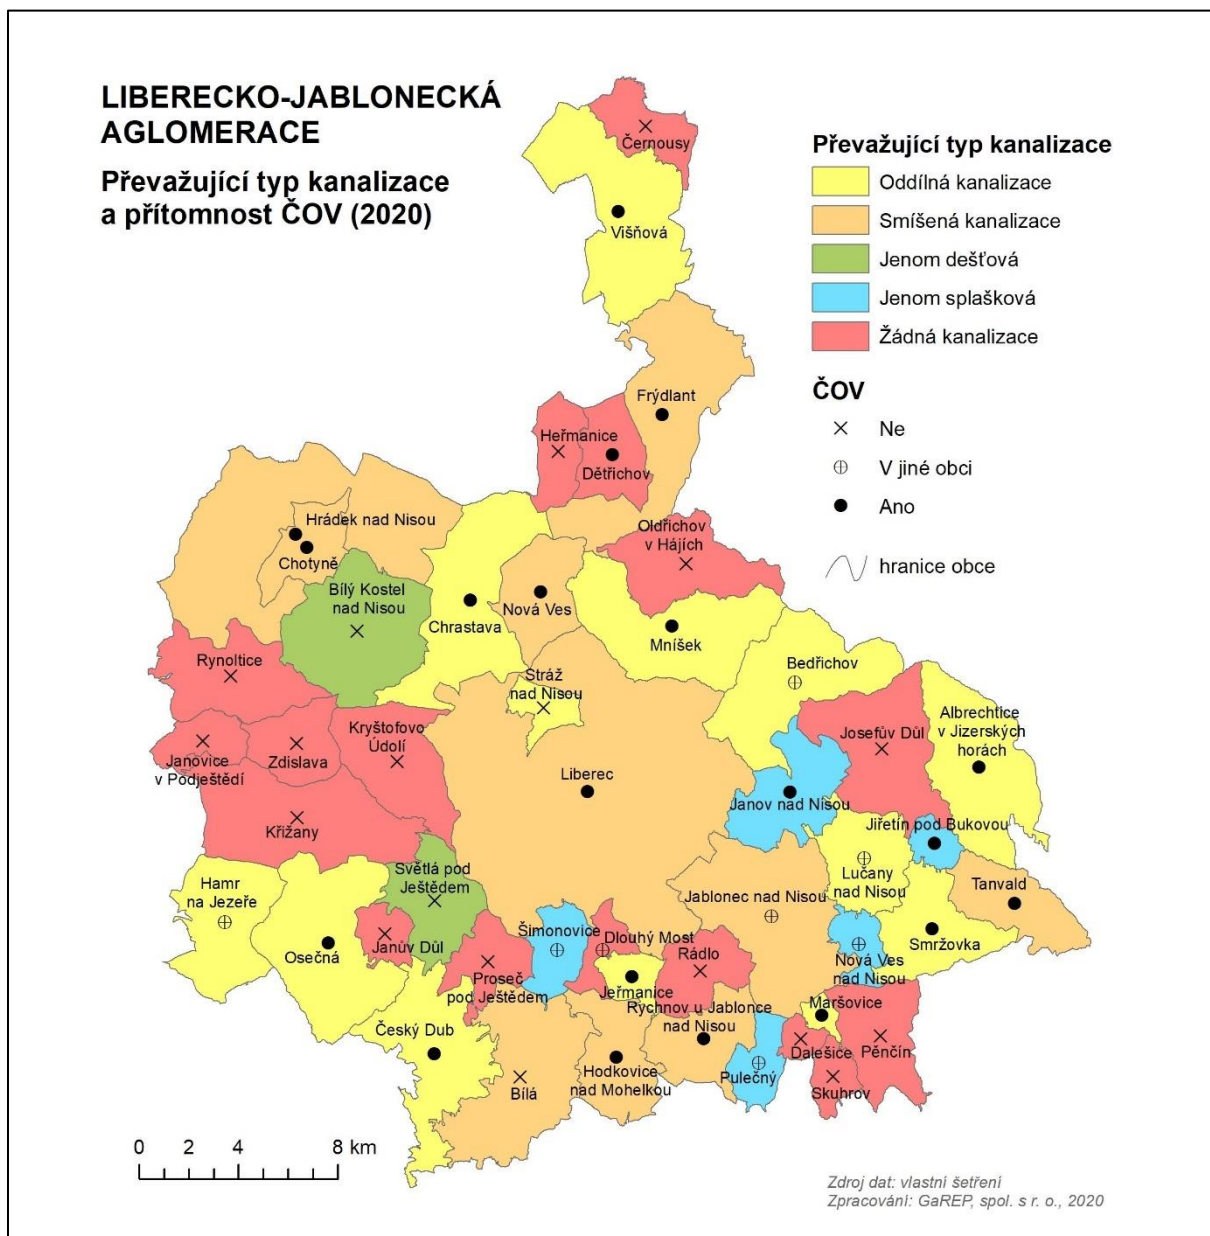 LIBERECKO-JABLONECKÁ
AGLOMERACE
Převažující typ kanalizace
a přítomnost ČOV (2020)
Převažující typ kanalizace
Oddílná kanalizace
Smíšená kanalizace
Jenom dešťová
Jenom splašková
Žádná kanalizace
ČOV
Ne
V jiné obci
Ano
hranice obce
Černousy
Višňová
Frýdlant
Heřmanice
Dětřichov
Hrádek nad Nisou
Chotyně
Oldřichov
v Hájích
Bílý Kostel
nad Nisou
Chrastava
Nová Ves
Mníšek
Rynoltice
Stráž
nad Nisou
Bedřichov
Albrechtice
v Jizerských
horách
Kryštofovo
Údolí
Josefův Důl
Janovice
v Podještědí
Zdislava
Liberec
Janov nad Nisou
Křižany
Jiřetín pod Bukovou
Světlá pod
Ještědem
Lučany
nad Nisou
Hamr
na Jezeře
Tanvald
Jablonec nad Nisou
Šimonovice
Dlouhý Most
Smržovka
Osečná
Janův Důl
Rádlo
Nová Ves
nad Nisou
Proseč
pod Ještědem
Jeřmanice
Maršovice
Rychnov u Jablonce
nad Nisou
Český Dub
Dalešice
Pěnčín
Hodkovice
nad Mohelkou
Pulečný
Bílá
Skuhrov
0 2 4 8 km
Zdroj dat: vlastní šetření
Zpracování: GaREP, spol. s r. o., 2020